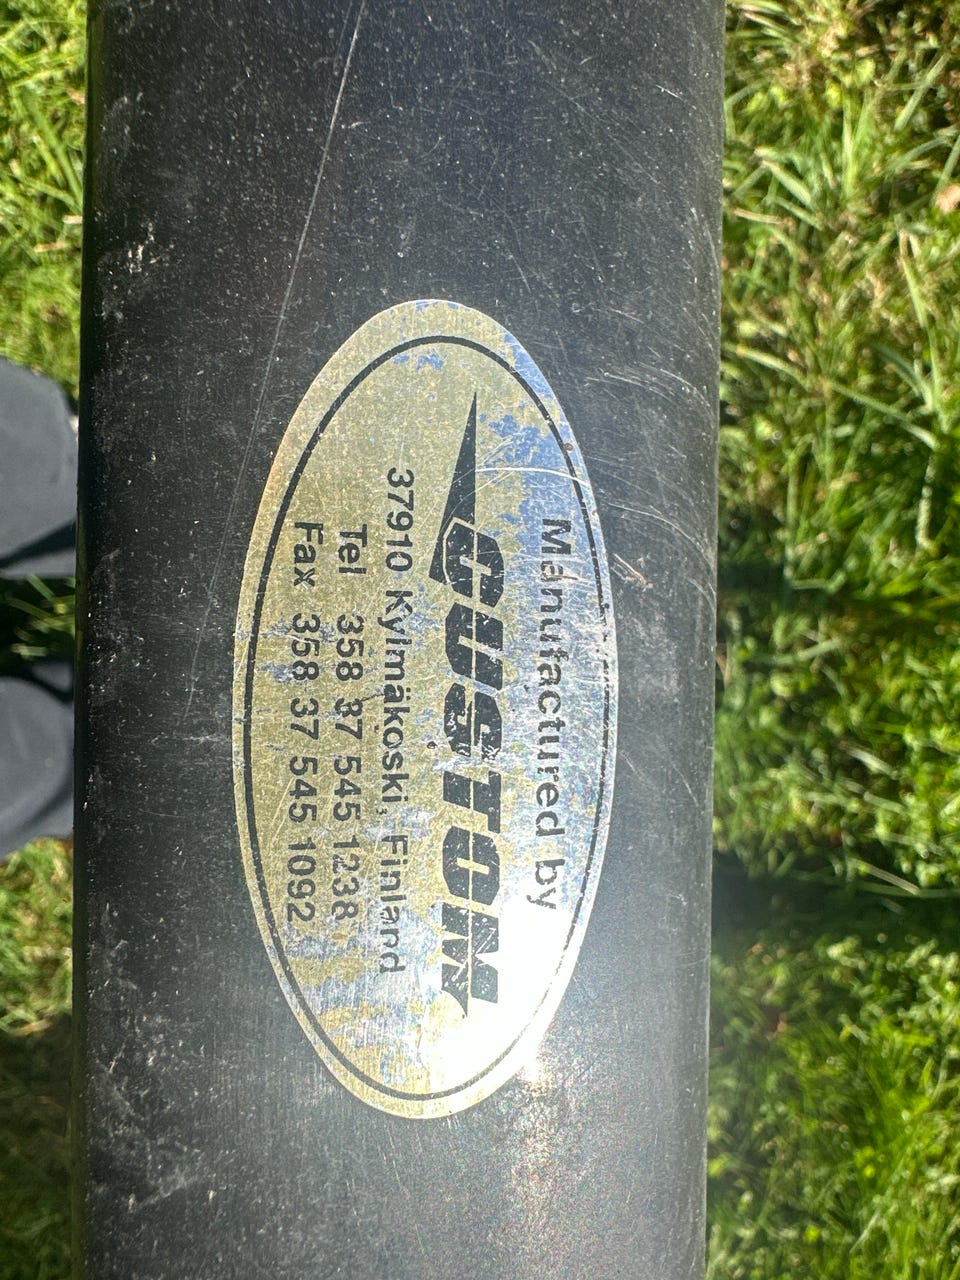 Manufactured by
CUSTOM
37910 Kylmäkoski, Finland
Tel 358 37 545 1238
Fax 358 37 545 1092